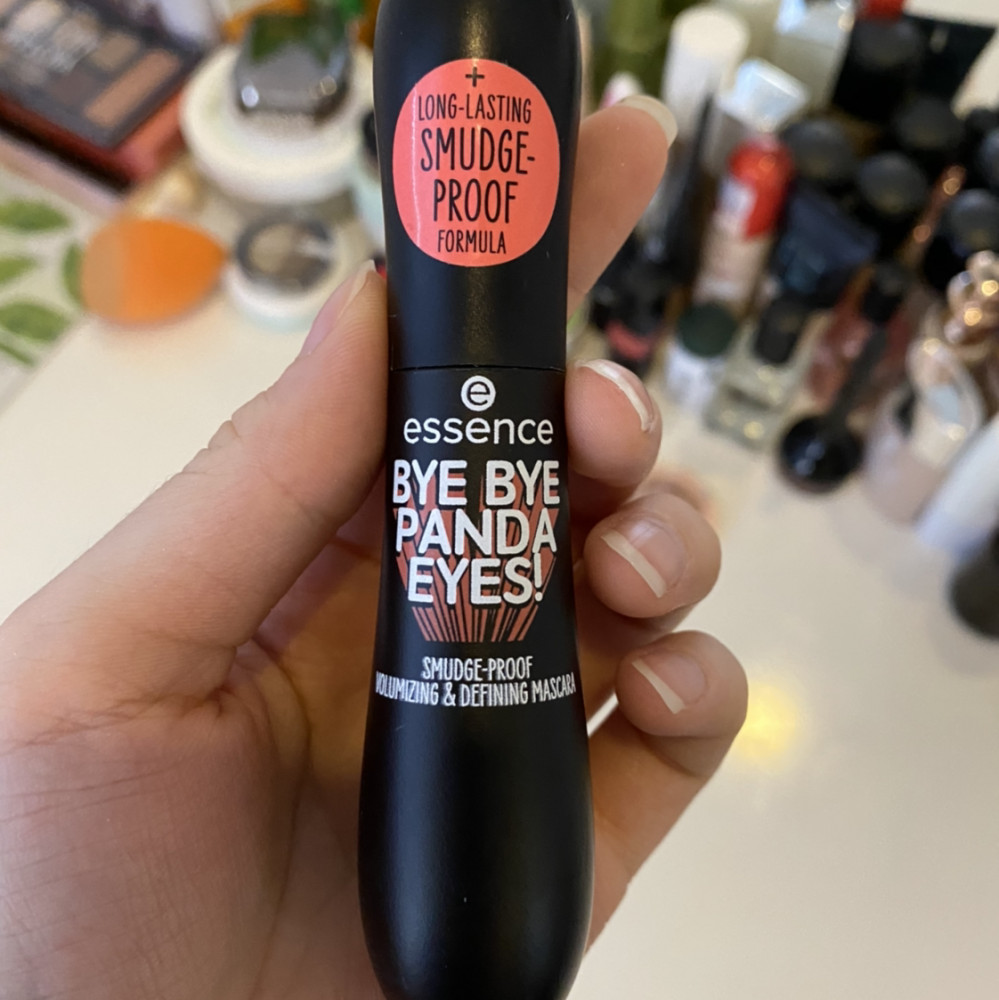 +
LONG-LASTING
SMUDGE-
PROOF
FORMULA
e
essence
BYE BYE
PANDA
EYES!
SMUDGE-PROOF
VOLUMIZING & DEFINING MASCARA